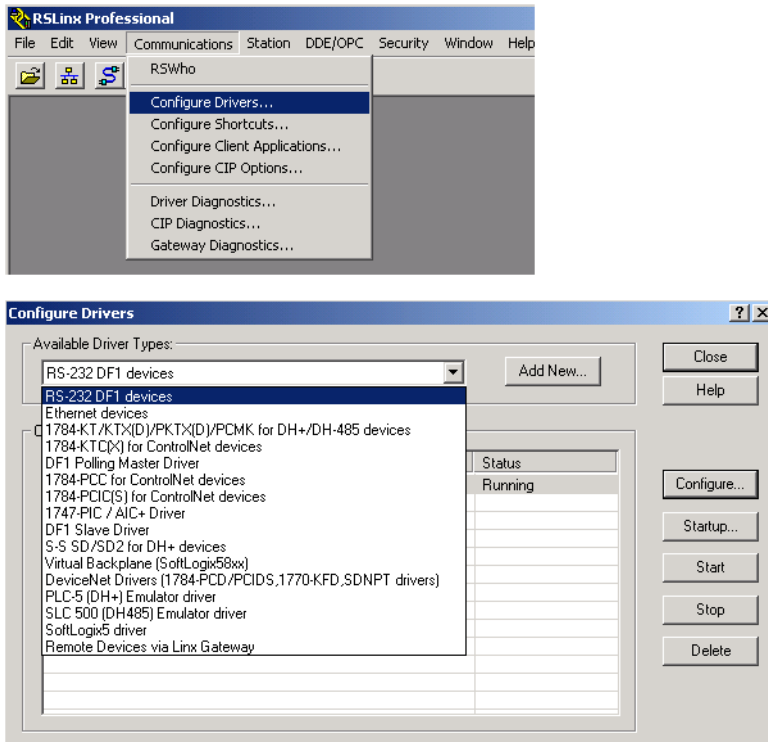 RSLinx Professional
File Edit View Communications Station DDE/OPC Security Window Help
RSWho
Configure Drivers...
Configure Shortcuts...
Configure Client Applications...
Configure CIP Options...
Driver Diagnostics...
CIP Diagnostics...
Gateway Diagnostics...
Configure Drivers
Available Driver Types:
RS-232 DF1 devices
Add New...
Close
Help
RS-232 DF1 devices
Ethernet devices
1784-KT/KTX(D)/PKTX(D)/PCMK for DH+/DH-485 devices
1784-KTC(X) for ControlNet devices
DF1 Polling Master Driver
1784-PCC for ControlNet devices
1784-PCIC(S) for ControlNet devices
1747-PIC / AIC+ Driver
DF1 Slave Driver
S-S SD/SD2 for DH+ devices
Virtual Backplane (SoftLogix58xx)
DeviceNet Drivers (1784-PCD/PCIDS,1770-KFD,SDNPT drivers)
PLC-5 (DH+) Emulator driver
SLC 500 (DH485) Emulator driver
SoftLogix5 driver
Remote Devices via Linx Gateway
Status
Running
Configure...
Startup...
Start
Stop
Delete